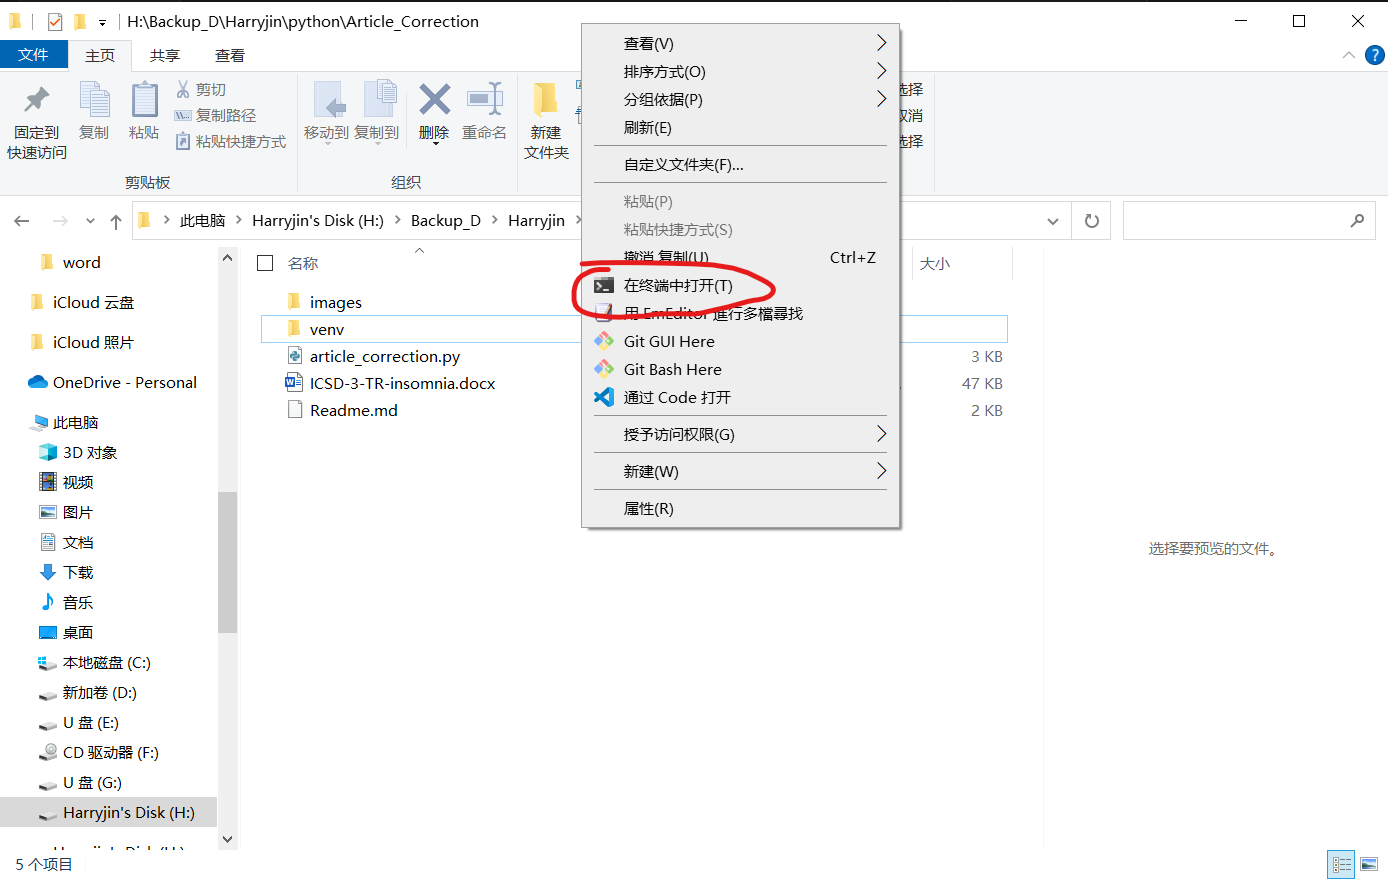 H:\Backup_D\Harryjin\python\Article_Correction
文件 主页 共享 查看
固定到
快速访问
复制
粘贴
剪切
复制路径
粘贴快捷方式
剪贴板
移动到
复制到
删除
重命名
组织
新建
文件夹
选择
取消
选择
此电脑 Harryjin's Disk (H:) Backup_D Harryjin
word
iCloud 云盘
iCloud 照片
OneDrive - Personal
此电脑
3D 对象
视频
图片
文档
下载
音乐
桌面
本地磁盘 (C:)
新加卷 (D:)
U 盘 (E:)
CD 驱动器 (F:)
U 盘 (G:)
Harryjin's Disk (H:)
Harryjin's Disk (H:)
5 个项目
名称 大小
images
venv
article_correction.py 3 KB
ICSD-3-TR-insomnia.docx 47 KB
Readme.md 2 KB
查看(V)
排序方式(O)
分组依据(P)
刷新(E)
自定义文件夹(F)...
粘贴(P)
粘贴快捷方式(S)
撤消 复制(U) Ctrl+Z
在终端中打开(T)
用 EmEditor 進行多檔尋找
Git GUI Here
Git Bash Here
通过 Code 打开
授予访问权限(G)
新建(W)
属性(R)
选择要预览的文件。